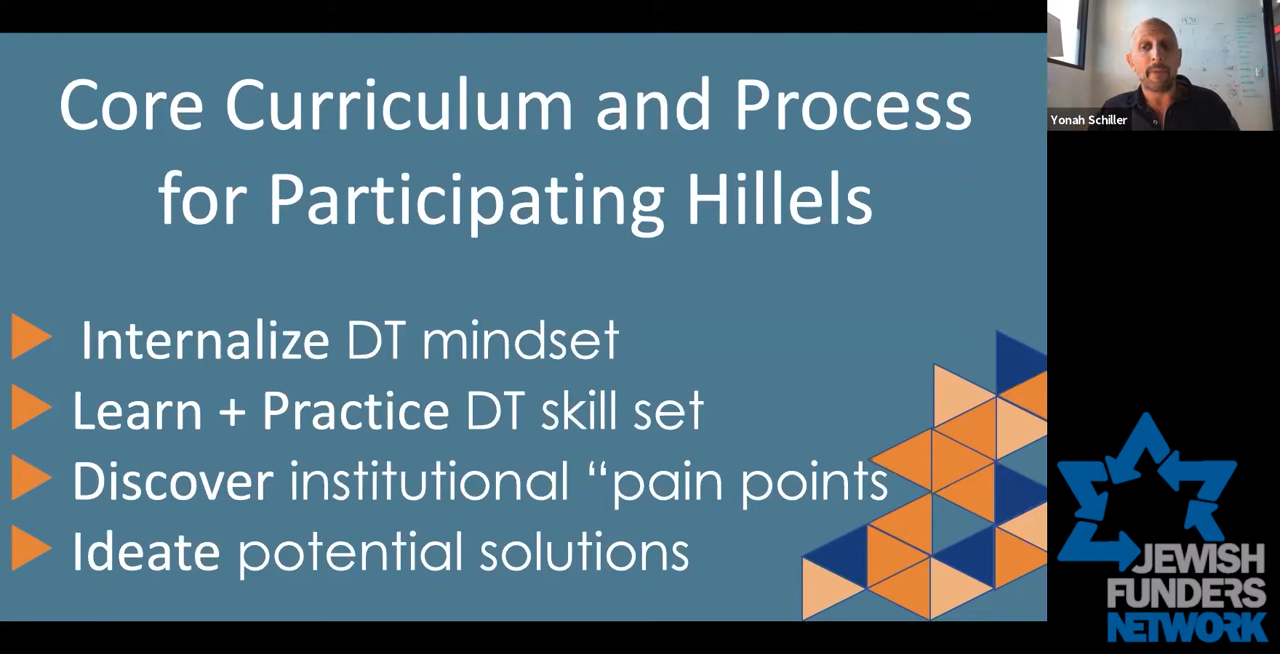 Core Curriculum and Process
for Participating Hillels
Internalize DT mindset
Learn + Practice DT skill set
Discover institutional “pain points
Ideate potential solutions
Yonah Schiller
JEWISH
FUNDERS
NETWORK